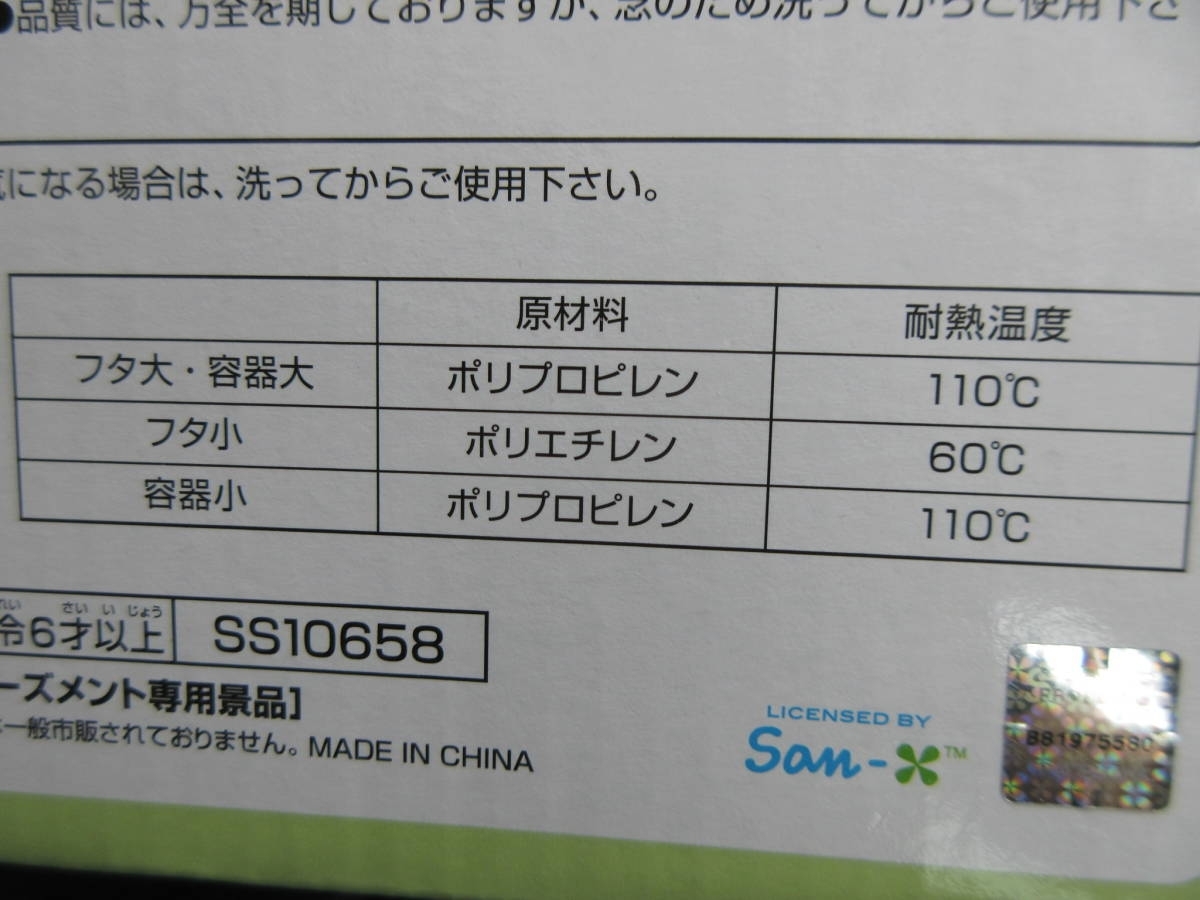 ●品質には、万全を期しておりますが、念のため洗ってからご使用下さ
気になる場合は、洗ってからご使用下さい。
原材料 耐熱温度
フタ大・容器大 ポリプロピレン 110℃
フタ小 ポリエチレン 60℃
容器小 ポリプロピレン 110℃
れい さい い じょう
令6才以上 SS10658
ーズメント専用景品]
は一般市販されておりません。MADE IN CHINA
LICENSED BY
San-X™
881975580